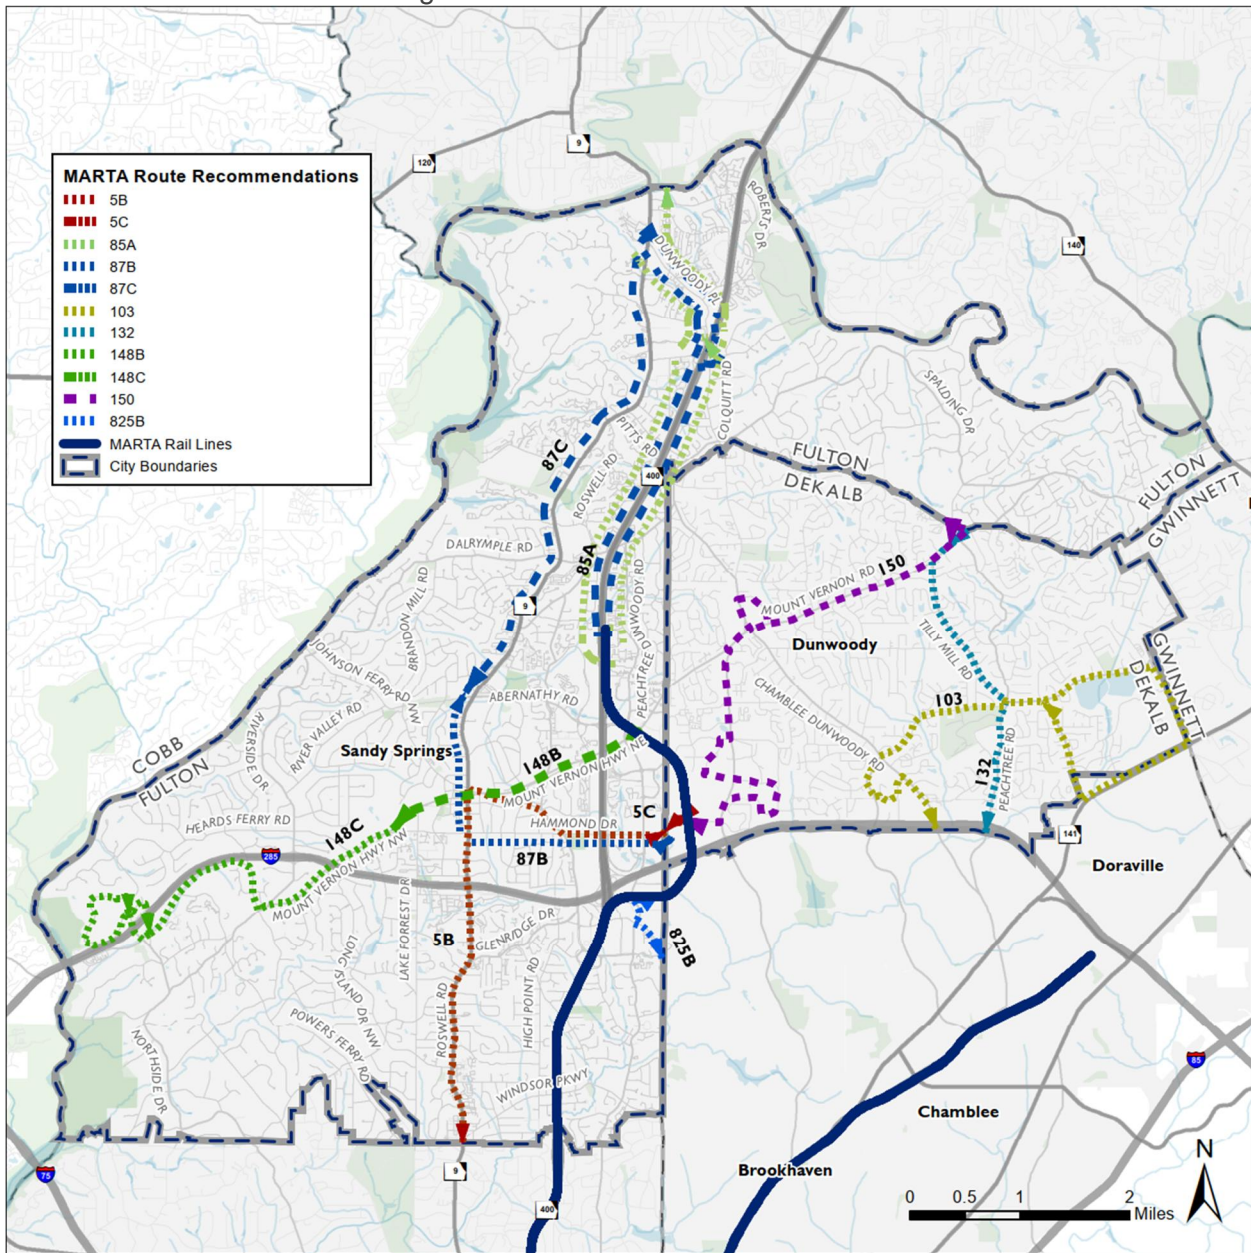 MARTA Route Recommendations
5B
5C
85A
87B
87C
103
132
148B
148C
150
825B
MARTA Rail Lines
City Boundaries
9
120
140
ROBERTS DR
DUNWOODY PL
COLQUITT RD
SPALDING DR
PITTS RD
87C
ROSWELL RD
400
FULTON
DEKALB
FULTON
GWINNETT
DALRYMPLE RD
85A
150
MOUNT VERNON RD
BRANDON MILL RD
9
PEACHTREE DUNWOODY RD
TILLY MILL RD
Dunwoody
GWINNETT
DEKALB
JOHNSON FERRY RD NW
ABERNATHY RD
CHAMBLEE DUNWOODY RD
103
RIVERSIDE DR
RIVER VALLEY RD
Sandy Springs
COBB
FULTON
148B
MOUNT VERNON HWY NE
132
PEACHTREE RD
HEARDS FERRY RD
148C
HAMMOND DR
5C
87B
285
MOUNT VERNON HWY NW
141
Doraville
LAKE FORREST DR
5B
GLENRIDGE DR
825B
LONG ISLAND DR NW
HIGH POINT RD
ROSWELL RD
POWERS FERRY RD
NORTHSIDE DR
WINDSOR PKWY
85
Chamblee
75
9
Brookhaven
400
N
0 0.5 1 2
Miles